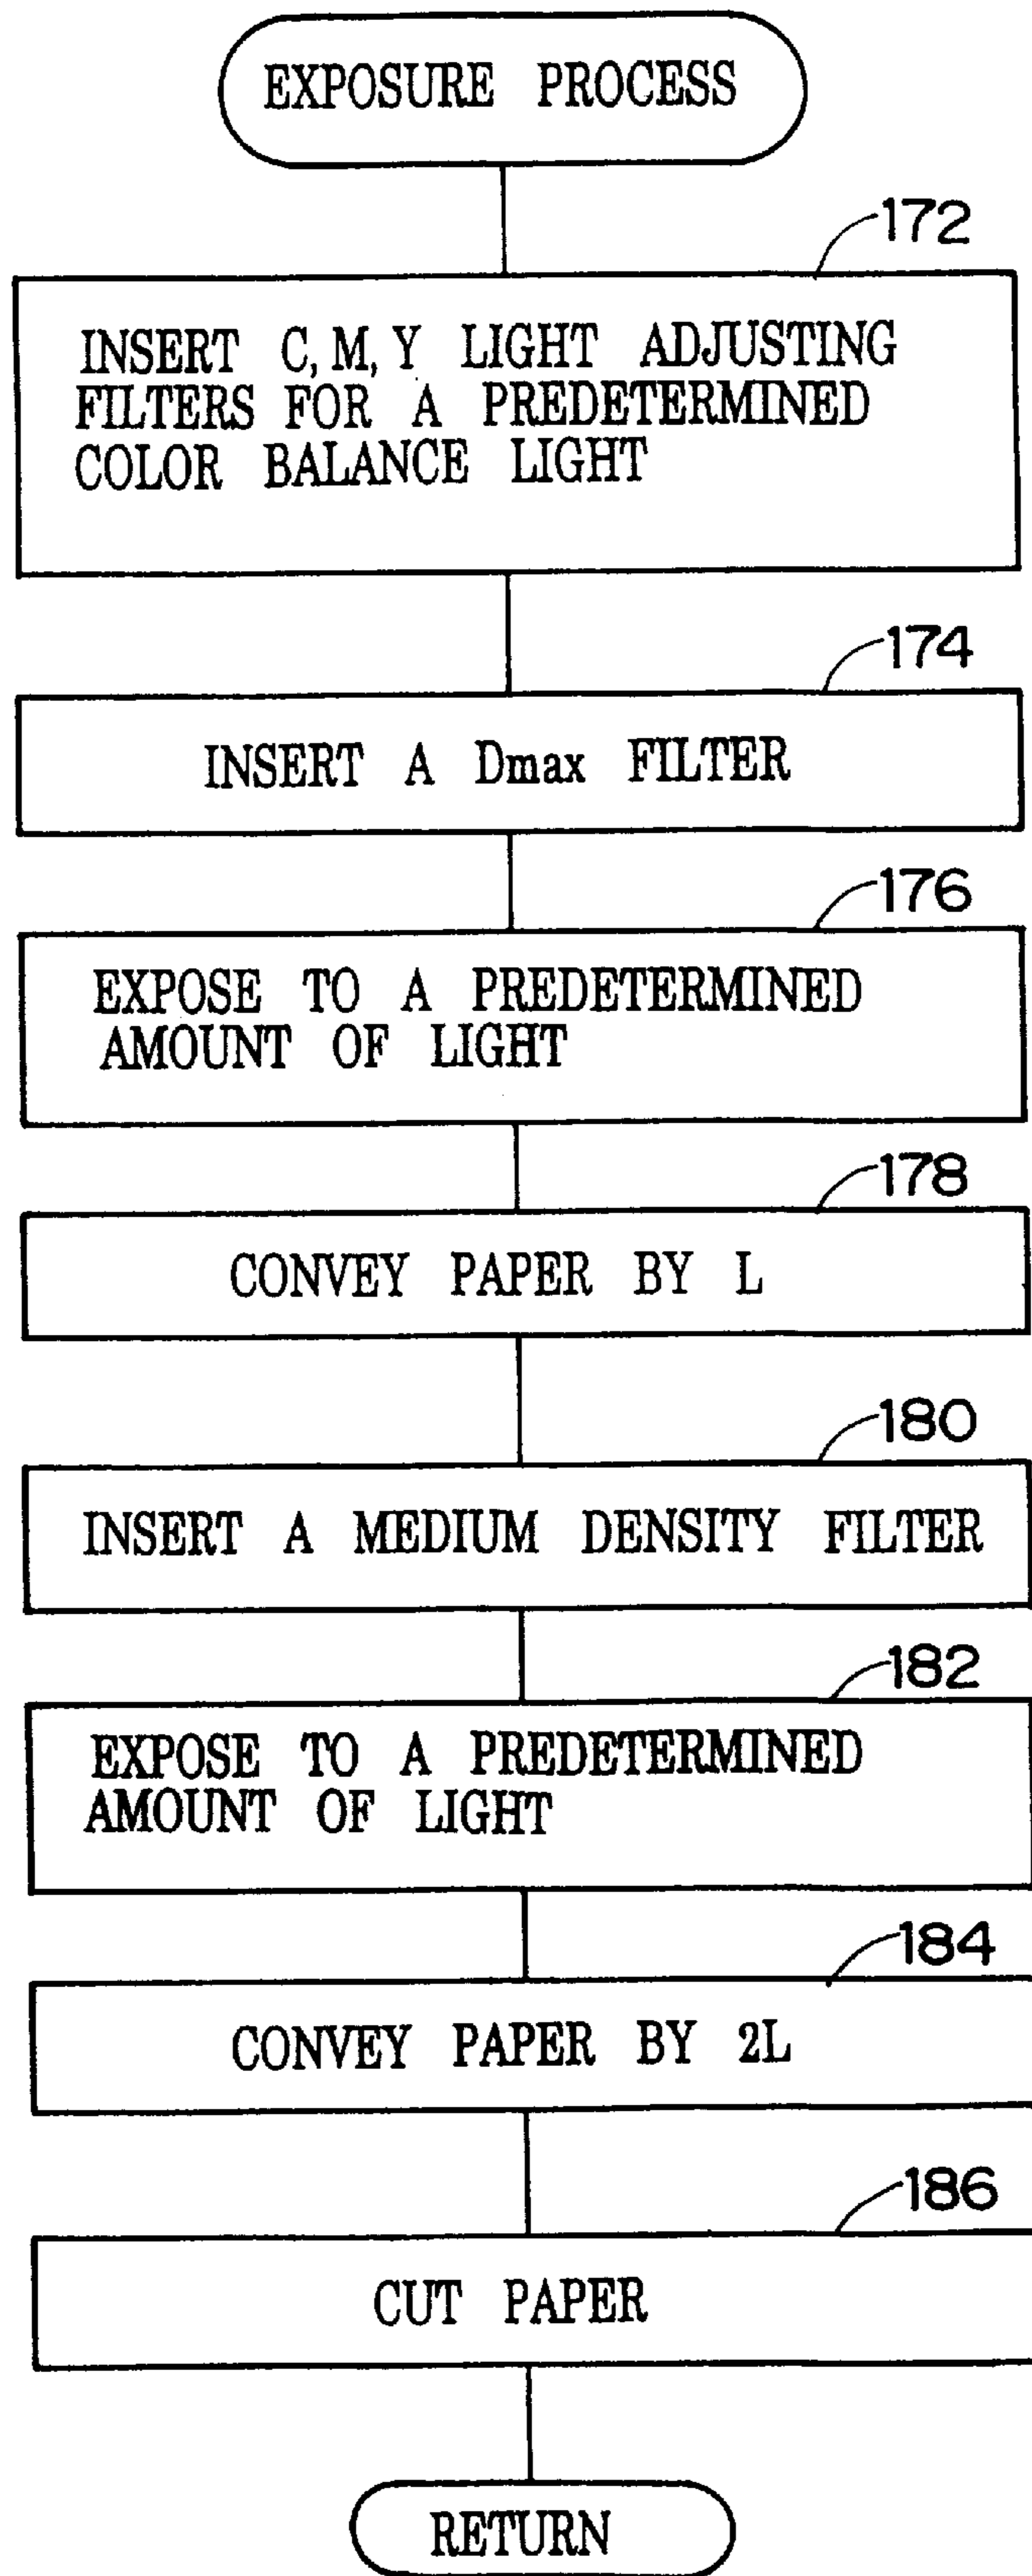 EXPOSURE PROCESS
172
INSERT C, M, Y LIGHT ADJUSTING
FILTERS FOR A PREDETERMINED
COLOR BALANCE LIGHT
174
INSERT A Dmax FILTER
176
EXPOSE TO A PREDETERMINED
AMOUNT OF LIGHT
178
CONVEY PAPER BY L
180
INSERT A MEDIUM DENSITY FILTER
182
EXPOSE TO A PREDETERMINED
AMOUNT OF LIGHT
184
CONVEY PAPER BY 2L
186
CUT PAPER
RETURN